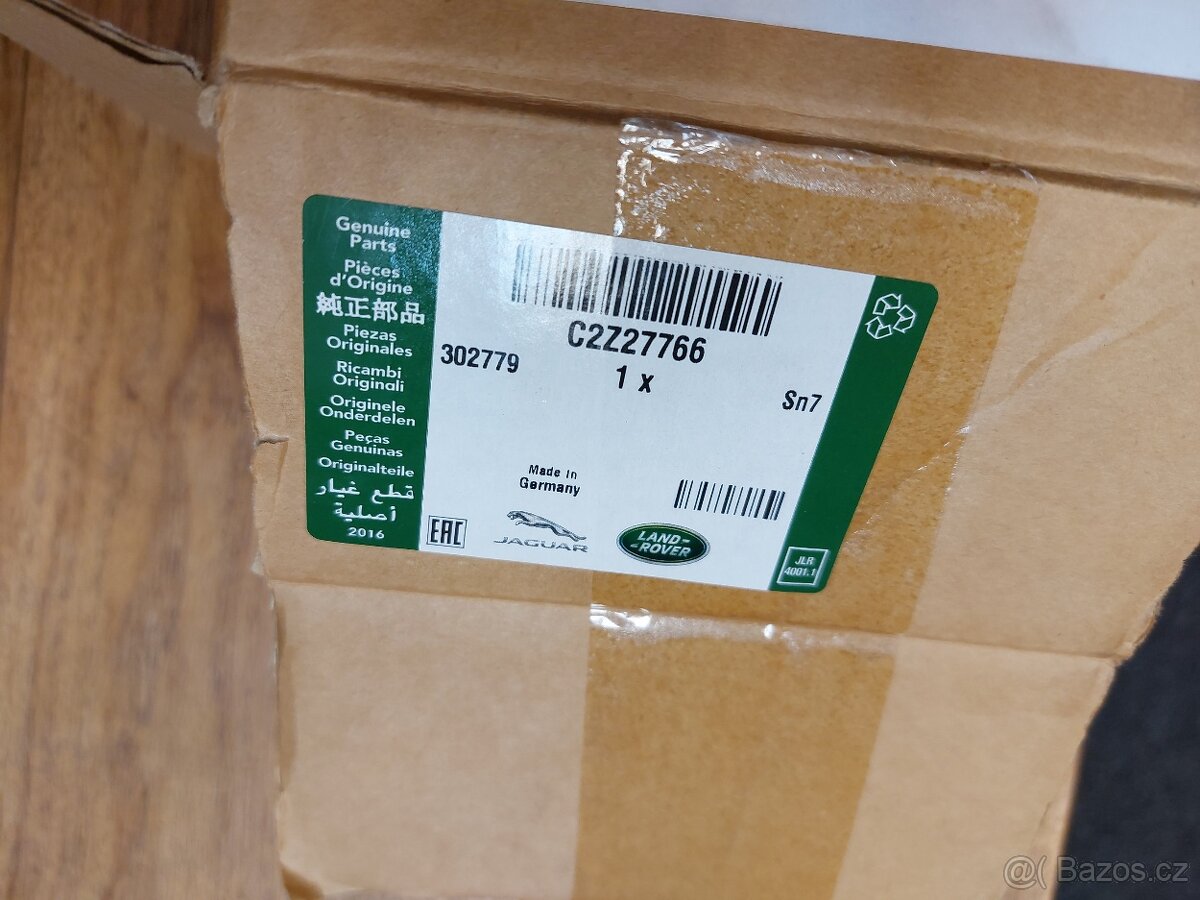 Genuine
Parts
Pièces
d'Origine
純正部品
Piezas
Originales
Ricambi
Originali
Originele
Onderdelen
Peças
Genuinas
Originalteile
قطع غيار
أصلية
2016
C2Z27766
302779
1 x
Sn7
Made In
Germany
EAC
JAGUAR
LAND-
-ROVER
JLR
4001.1
@( Bazos.cz